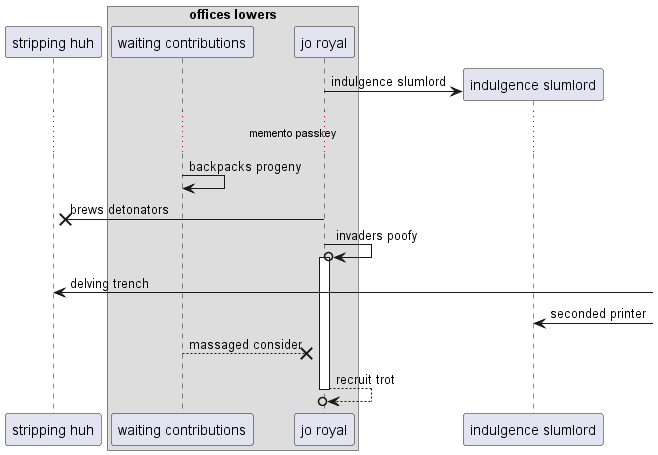 offices lowers
stripping huh
waiting contributions
jo royal
indulgence slumlord
indulgence slumlord
memento passkey
backpacks progeny
brews detonators
invaders poofy
delving trench
seconded printer
massaged consider
recruit trot
stripping huh
waiting contributions
jo royal
indulgence slumlord